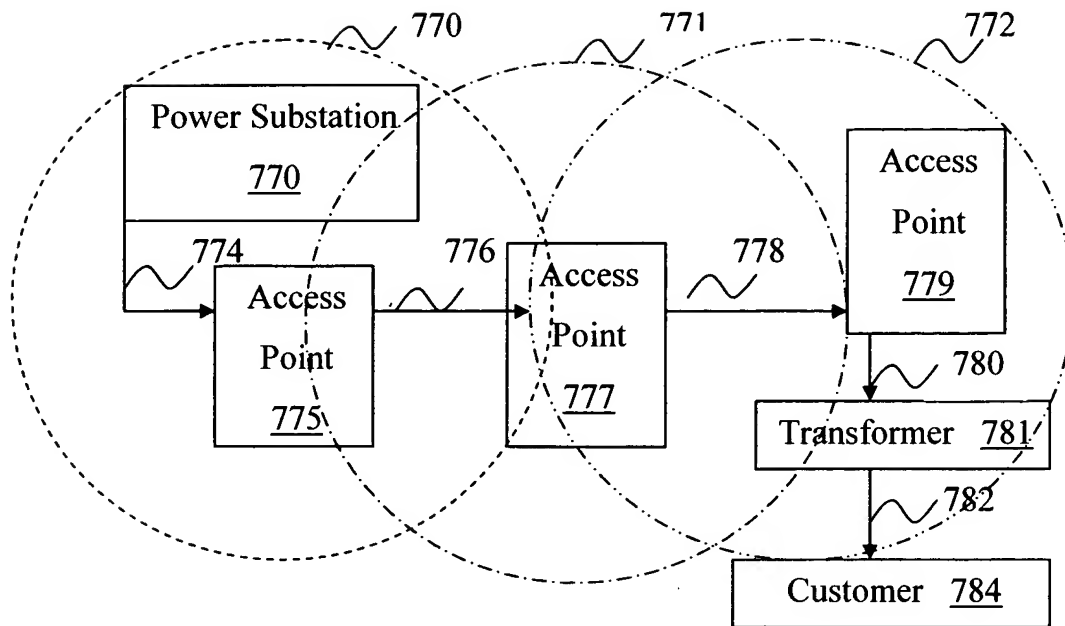 770
771
772
Power Substation
770
Access
Point
779
774
776
778
Access
Point
775
Access
Point
777
780
Transformer 781
782
Customer 784